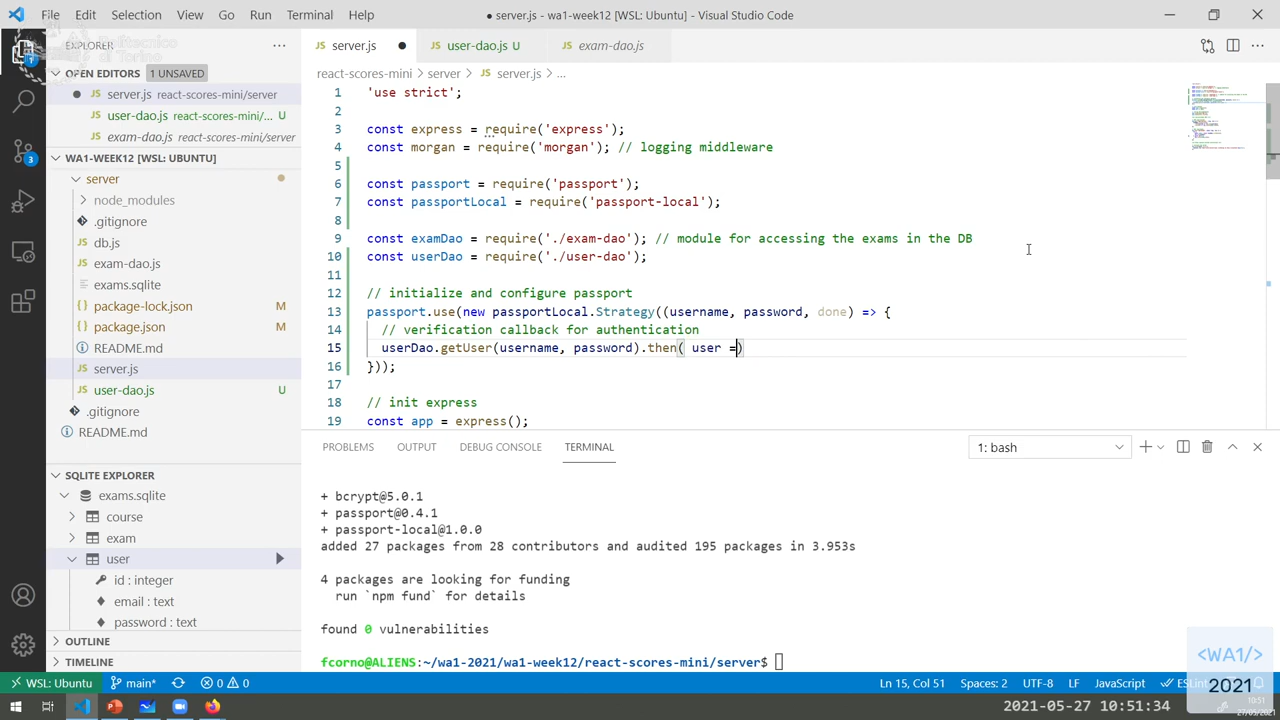 File Edit Selection View Go Run Terminal Help
● server.js - wa1-week12 [WSL: Ubuntu] - Visual Studio Code
EXPLORER
OPEN EDITORS 1 UNSAVED
JS server.js react-scores-mini/server
JS user-dao.js react-scores-mini/... U
JS exam-dao.js react-scores-mini/server
WA1-WEEK12 [WSL: UBUNTU]
server
node_modules
.gitignore
JS db.js
JS exam-dao.js
exams.sqlite
{} package-lock.json M
{} package.json M
README.md
JS server.js
JS user-dao.js U
.gitignore
README.md
SQLITE EXPLORER
exams.sqlite
course
exam
user
id : integer
email : text
password : text
OUTLINE
TIMELINE
JS server.js
JS user-dao.js U
JS exam-dao.js
react-scores-mini > server > JS server.js > ...
1 'use strict';
2
3 const express = require('express');
4 const morgan = require('morgan'); // logging middleware
5
6 const passport = require('passport');
7 const passportLocal = require('passport-local');
8
9 const examDao = require('./exam-dao'); // module for accessing the exams in the DB
10 const userDao = require('./user-dao');
11
12 // initialize and configure passport
13 passport.use(new passportLocal.Strategy((username, password, done) => {
14 // verification callback for authentication
15 userDao.getUser(username, password).then( user =)
16 }));
17
18 // init express
19 const app = express();
PROBLEMS OUTPUT DEBUG CONSOLE TERMINAL
1: bash
+ bcrypt@5.0.1
+ passport@0.4.1
+ passport-local@1.0.0
added 27 packages from 28 contributors and audited 195 packages in 3.953s
4 packages are looking for funding
run `npm fund` for details
found 0 vulnerabilities
fcorno@ALIENS:~/wa1-2021/wa1-week12/react-scores-mini/server$
WSL: Ubuntu main* 0 0 Ln 15, Col 51 Spaces: 2 UTF-8 LF JavaScript ESLint
<WA1/>
2021
2021-05-27 10:51:34
10:51
27/05/2021